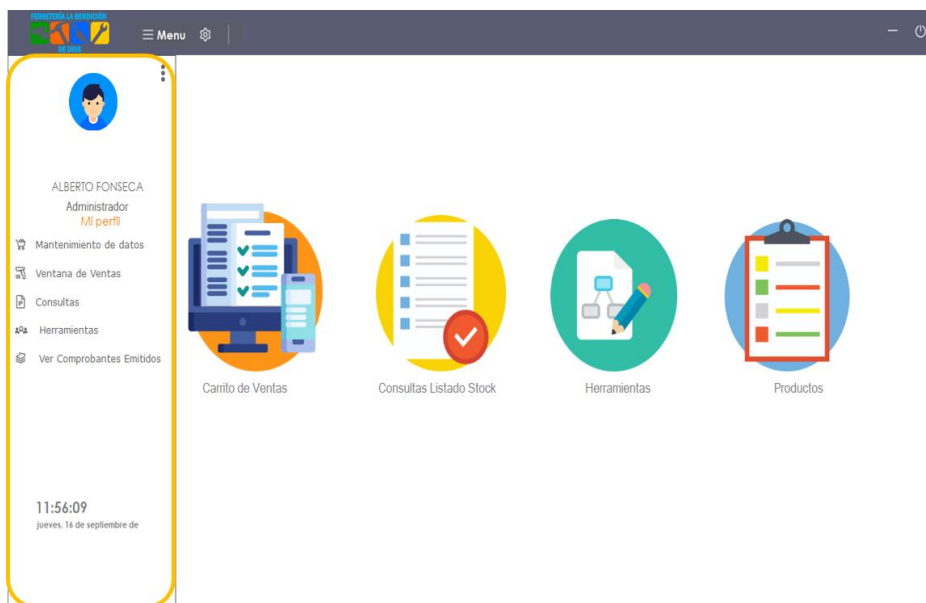 FERRETERÍA LA BENDICIÓN
DE DIOS
Menu
ALBERTO FONSECA
Administrador
Mi perfil
Mantenimiento de datos
Ventana de Ventas
Consultas
Herramientas
Ver Comprobantes Emitidos
Carrito de Ventas
Consultas Listado Stock
Herramientas
Productos
11:56:09
jueves, 16 de septiembre de